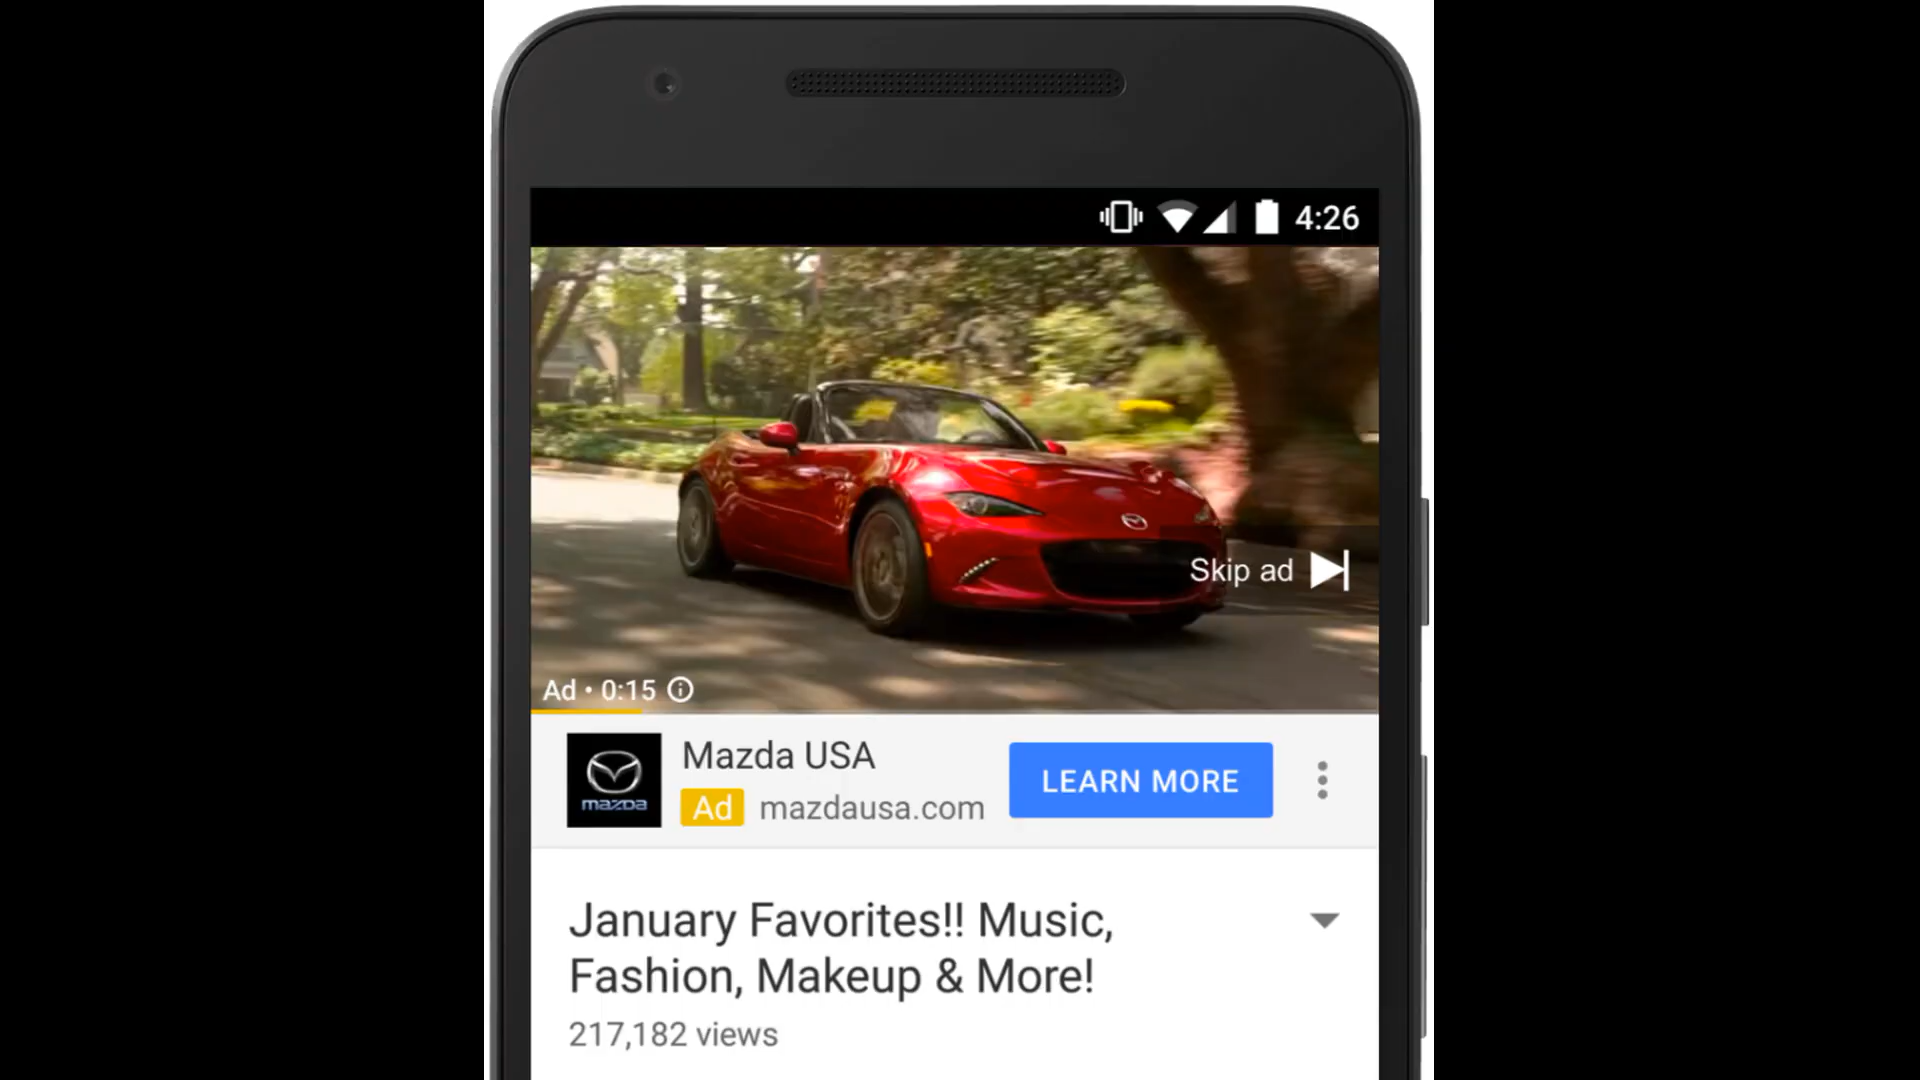 4:26
Skip ad
Ad • 0:15
Mazda USA
mazda
Ad mazdausa.com
LEARN MORE
January Favorites!! Music,
Fashion, Makeup & More!
217,182 views